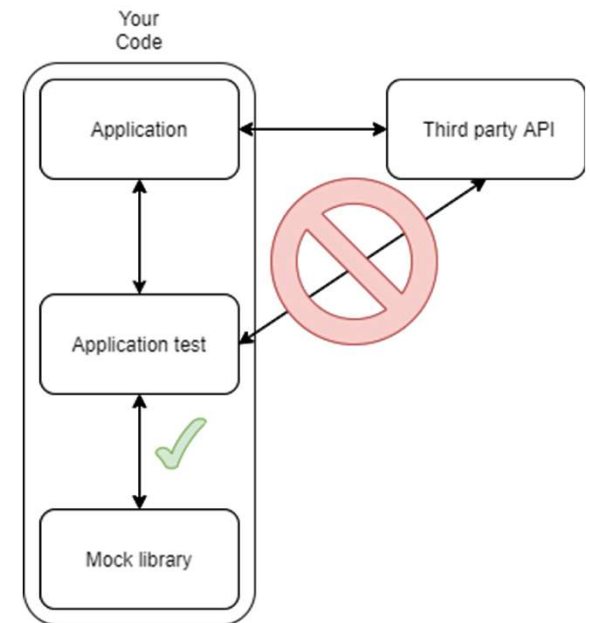 Your
Code
Application
Third party API
Application test
Mock library